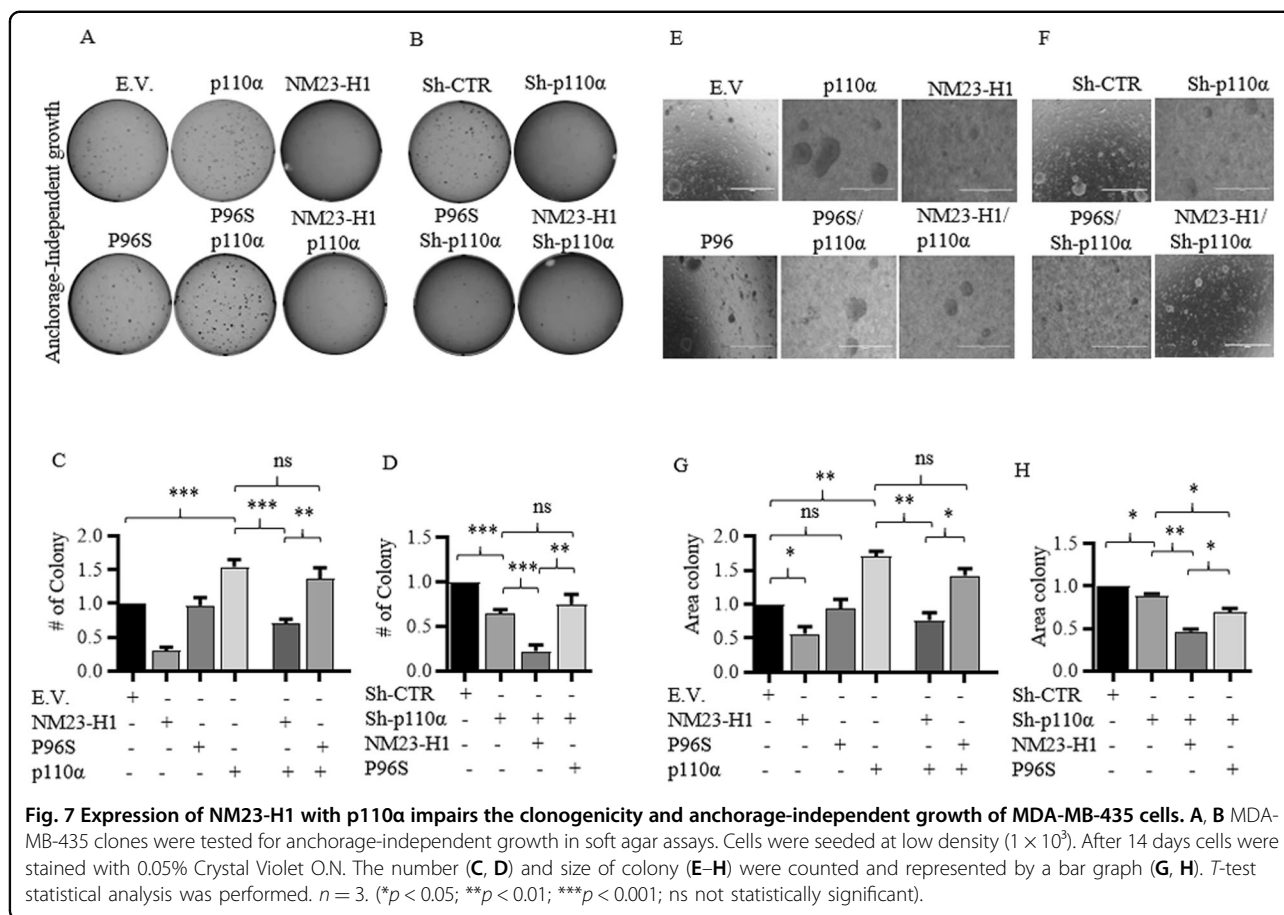 A
B
E
F
E.V.
p110α
NM23-H1
Sh-CTR
Sh-p110α
E.V
p110α
NM23-H1
Sh-CTR
Sh-p110α
Anchorage-Independent growth
P96S
P96S
p110α
NM23-H1
p110α
P96S
Sh-p110α
NM23-H1
Sh-p110α
P96
P96S/
p110α
NM23-H1/
p110α
P96S/
Sh-p110α
NM23-H1/
Sh-p110α
C
ns
***
***
**
# of Colony
2.0
1.5
1.0
0.5
0.0
E.V. + - - - - -
NM23-H1 - + - - + -
P96S - - + - - +
p110α - - - + + +
D
ns
***
***
**
# of Colony
1.5
1.0
0.5
0.0
Sh-CTR + - - -
Sh-p110α - + + +
NM23-H1 - - + -
P96S - - - +
G
ns
**
ns
*
**
*
Area colony
2.0
1.5
1.0
0.5
0.0
E.V. + - - - - -
NM23-H1 - + - - + -
P96S - - + - - +
p110α - - - + + +
H
*
*
**
*
Area colony
1.5
1.0
0.5
0.0
Sh-CTR + - - -
Sh-p110α - + + +
NM23-H1 - - + -
P96S - - - +
Fig. 7 Expression of NM23-H1 with p110α impairs the clonogenicity and anchorage-independent growth of MDA-MB-435 cells. A, B MDA-
MB-435 clones were tested for anchorage-independent growth in soft agar assays. Cells were seeded at low density (1 × 10³). After 14 days cells were
stained with 0.05% Crystal Violet O.N. The number (C, D) and size of colony (E–H) were counted and represented by a bar graph (G, H). T-test
statistical analysis was performed. n = 3. (*p < 0.05; **p < 0.01; ***p < 0.001; ns not statistically significant).